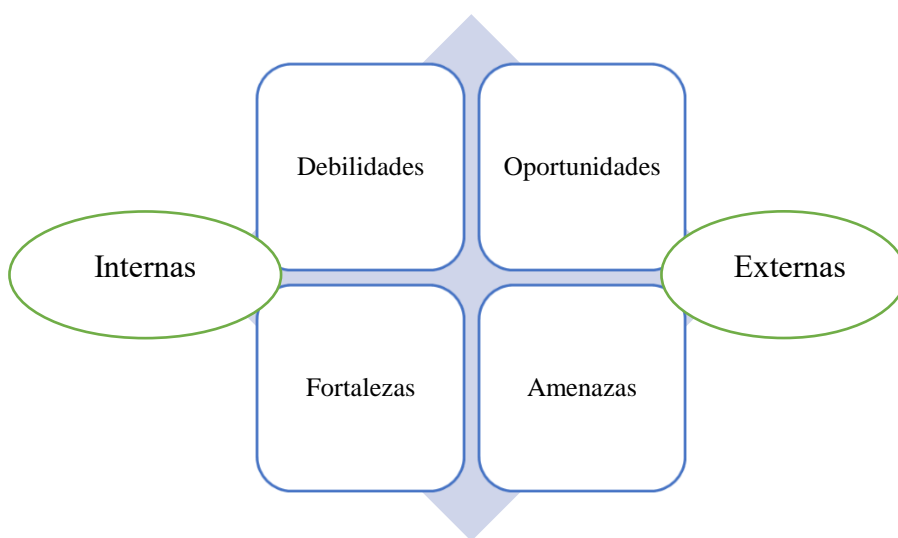 Debilidades
Oportunidades
Internas
Externas
Fortalezas
Amenazas